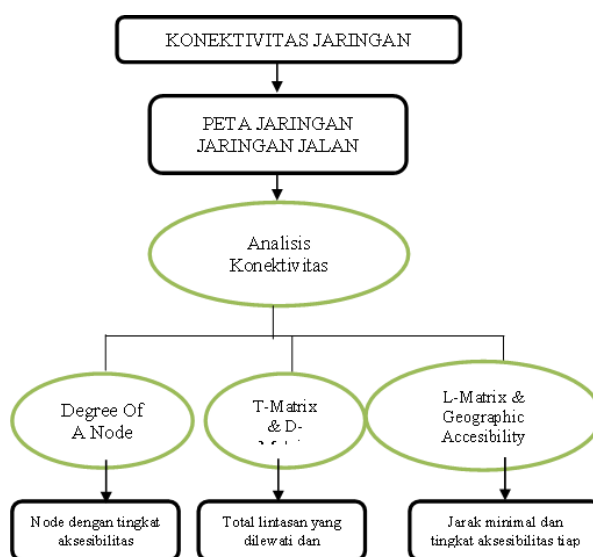 KONEKTIVITAS JARINGAN
PETA JARINGAN
JARINGAN JALAN
Analisis
Konektivitas
Degree Of
A Node
T-Matrix
& D-
L-Matrix &
Geographic
Accesibility
Node dengan tingkat
aksesibilitas
Total lintasan yang
dilewati dan
Jarak minimal dan
tingkat aksesibilitas tiap